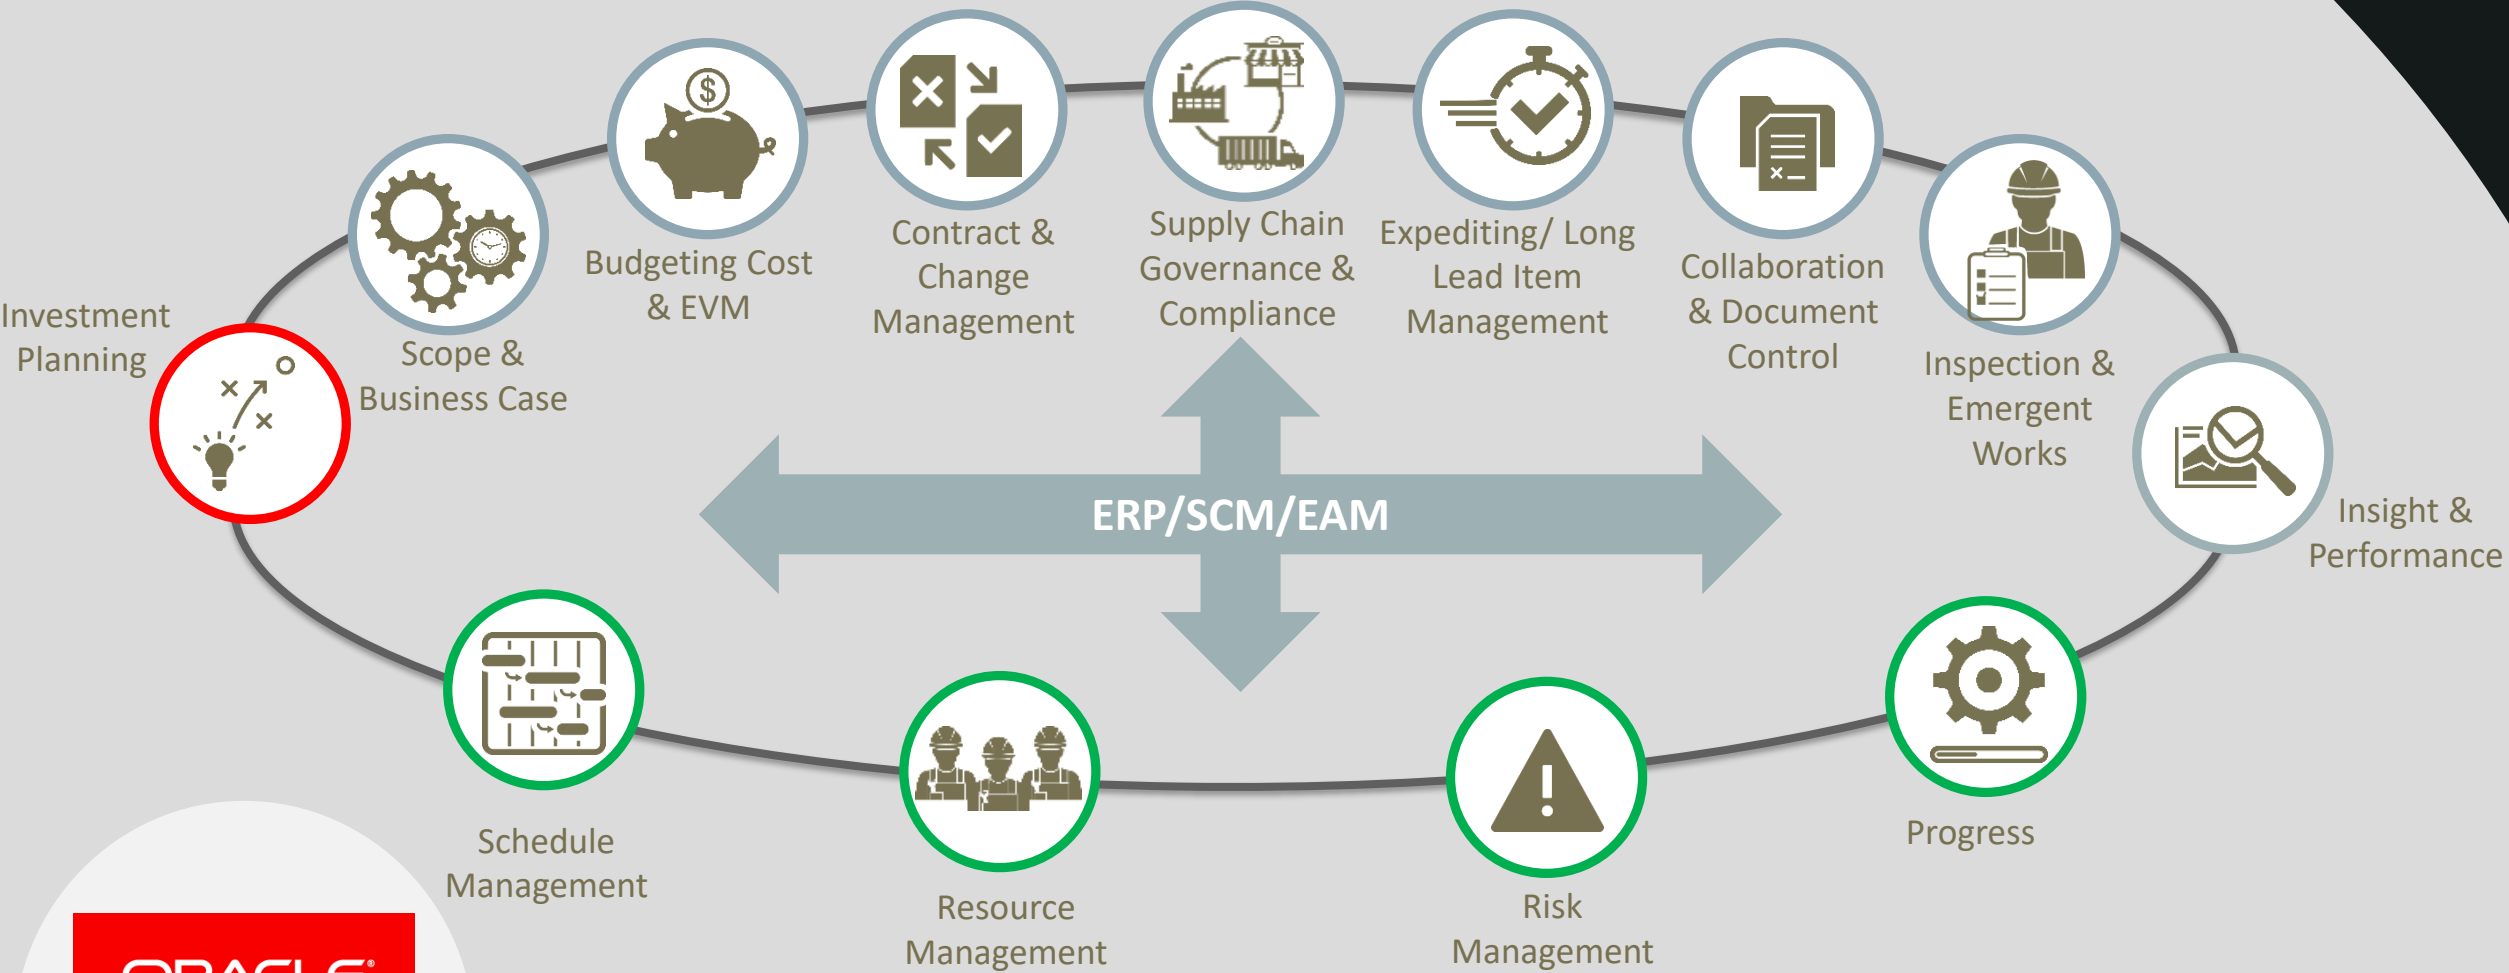 Investment
Planning
Scope &
Business Case
Budgeting Cost
& EVM
Contract &
Change
Management
Supply Chain
Governance &
Compliance
Expediting/ Long
Lead Item
Management
Collaboration
& Document
Control
Inspection &
Emergent
Works
Insight &
Performance
ERP/SCM/EAM
Schedule
Management
Resource
Management
Risk
Management
Progress
$
ORACLE®